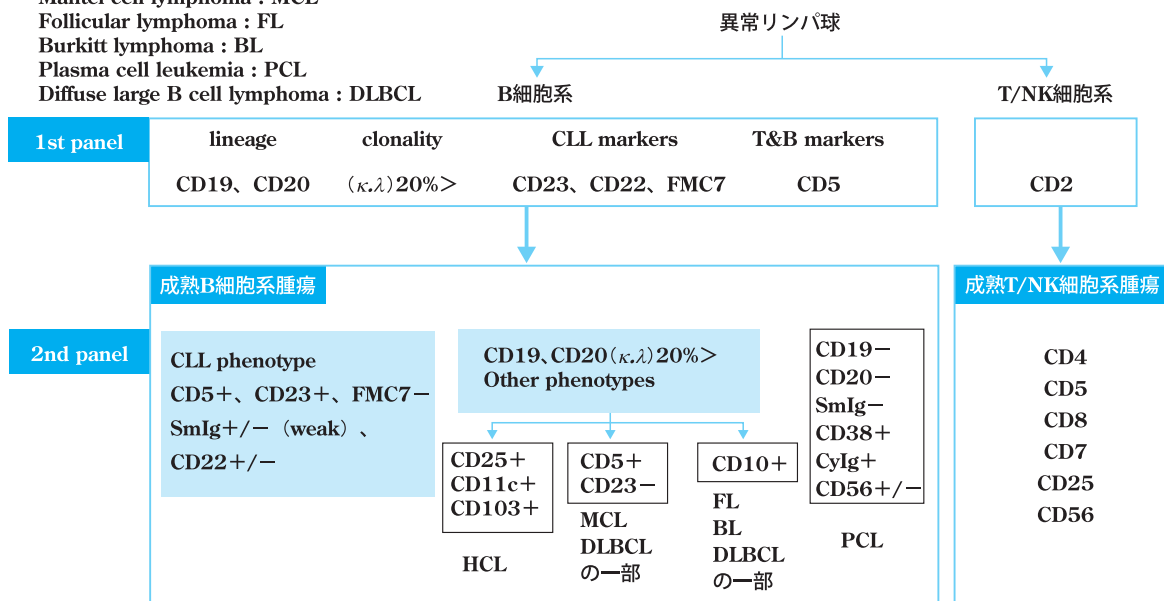 Mantel cell lymphoma : MCL
Follicular lymphoma : FL
Burkitt lymphoma : BL
Plasma cell leukemia : PCL
Diffuse large B cell lymphoma : DLBCL
異常リンパ球
B細胞系
T/NK細胞系
1st panel
lineage
clonality
CLL markers
T&B markers
CD19、CD20
(κ.λ)20%>
CD23、CD22、FMC7
CD5
CD2
成熟B細胞系腫瘍
成熟T/NK細胞系腫瘍
2nd panel
CLL phenotype
CD5+、CD23+、FMC7−
SmIg+/−（weak）、
CD22+/−
CD19、CD20(κ.λ)20%>
Other phenotypes
CD25+
CD11c+
CD103+
HCL
CD5+
CD23−
MCL
DLBCL
の一部
CD10+
FL
BL
DLBCL
の一部
CD19−
CD20−
SmIg−
CD38+
CyIg+
CD56+/−
PCL
CD4
CD5
CD8
CD7
CD25
CD56